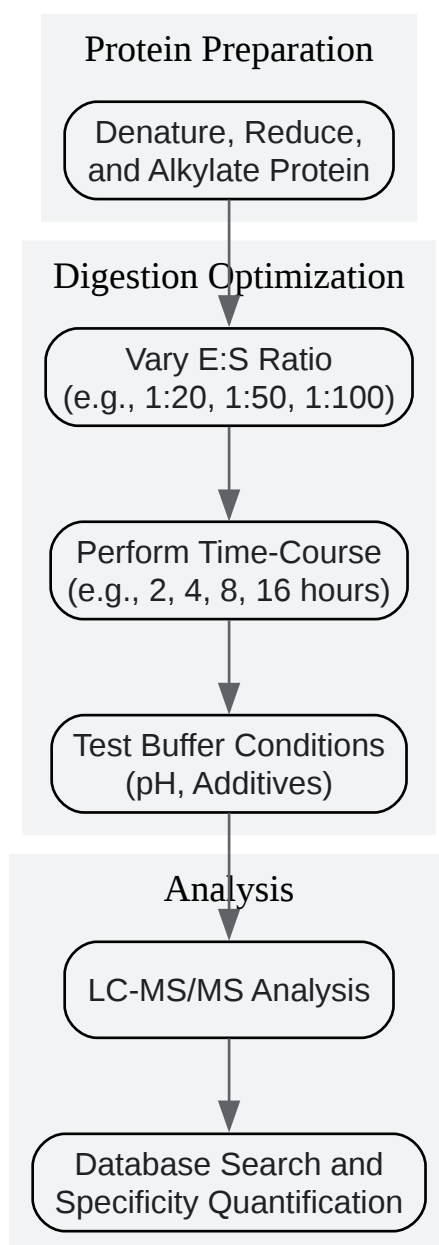 Protein Preparation
Denature, Reduce,
and Alkylate Protein
Digestion Optimization
Vary E:S Ratio
(e.g., 1:20, 1:50, 1:100)
Perform Time-Course
(e.g., 2, 4, 8, 16 hours)
Test Buffer Conditions
(pH, Additives)
Analysis
LC-MS/MS Analysis
Database Search and
Specificity Quantification